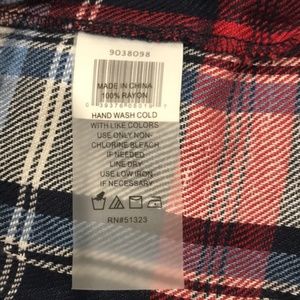 9038098
MADE IN CHINA
100% RAYON
HAND WASH COLD
WITH LIKE COLORS
USE ONLY NON-
CHLORINE BLEACH
IF NEEDED
LINE DRY
USE LOW IRON
IF NECESSARY
RN#51323